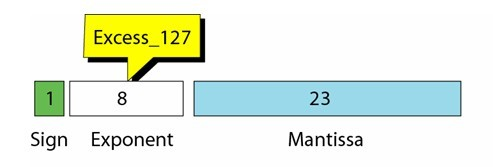 Excess_127
1 8 23
Sign Exponent Mantissa